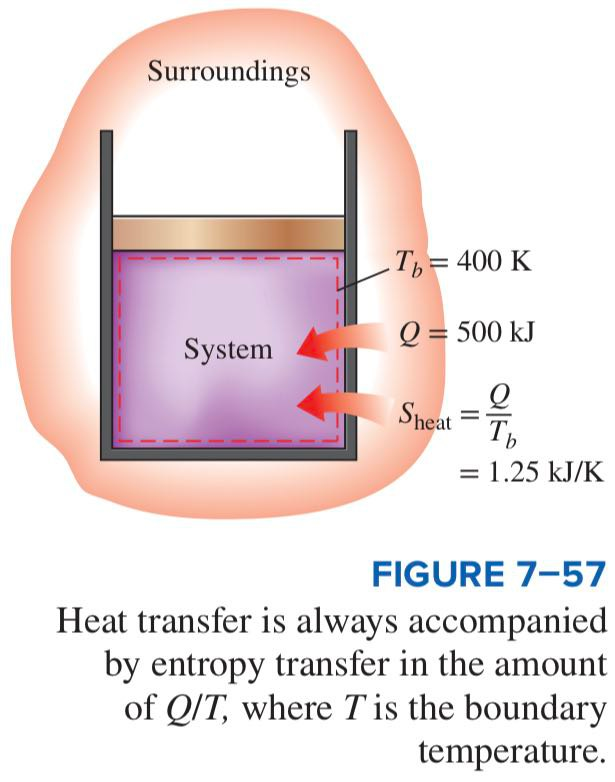 Surroundings
T_b = 400 K
Q = 500 kJ
System
S_heat = Q/T_b
= 1.25 kJ/K
FIGURE 7–57
Heat transfer is always accompanied
by entropy transfer in the amount
of Q/T, where T is the boundary
temperature.